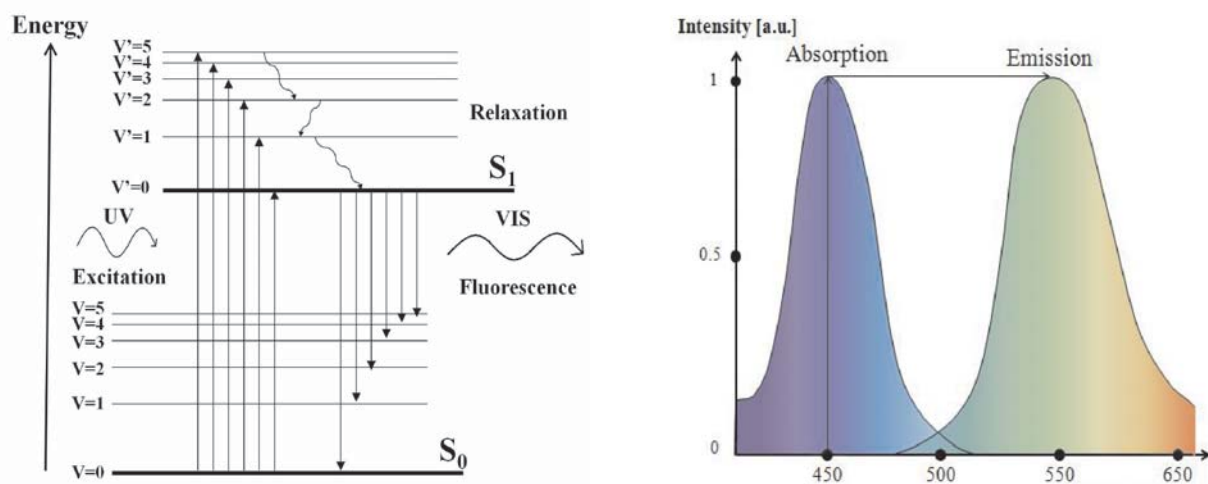 Energy
V'=5
V'=4
V'=3
V'=2
V'=1
V'=0
Relaxation
S1
UV
Excitation
VIS
Fluorescence
V=5
V=4
V=3
V=2
V=1
V=0
S0
Intensity [a.u.]
Absorption
Emission
1
0.5
0
450
500
550
650